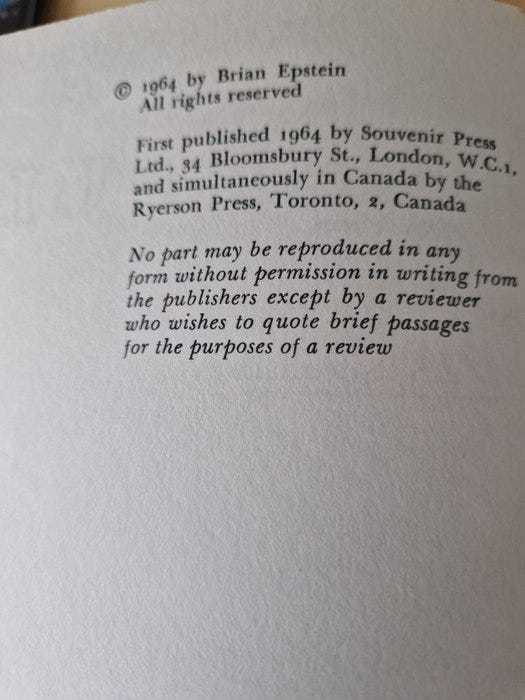 © 1964 by Brian Epstein
All rights reserved
First published 1964 by Souvenir Press
Ltd., 34 Bloomsbury St., London, W.C.1,
and simultaneously in Canada by the
Ryerson Press, Toronto, 2, Canada
No part may be reproduced in any
form without permission in writing from
the publishers except by a reviewer
who wishes to quote brief passages
for the purposes of a review